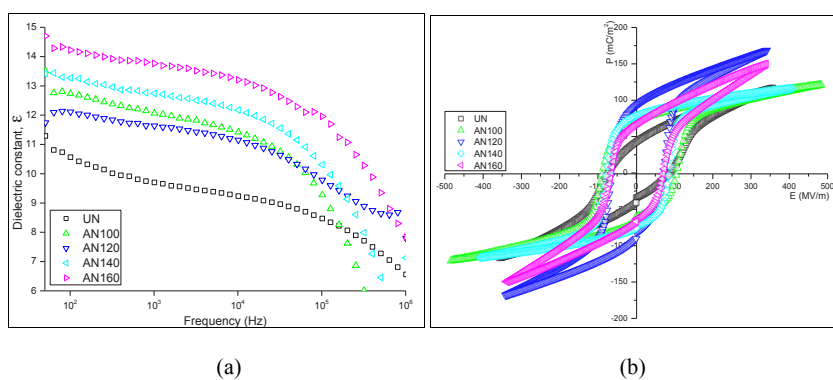 15
14
13
12
11
10
9
8
7
6
Dielectric constant, ε
UN
AN100
AN120
AN140
AN160
10² 10³ 10⁴ 10⁵ 10⁶
Frequency (Hz)
(a)
P (mC/m²)
200
150
100
50
0
-50
-100
-150
-200
-500 -400 -300 -200 -100 0 100 200 300 400 500
E (MV/m)
UN
AN100
AN120
AN140
AN160
(b)